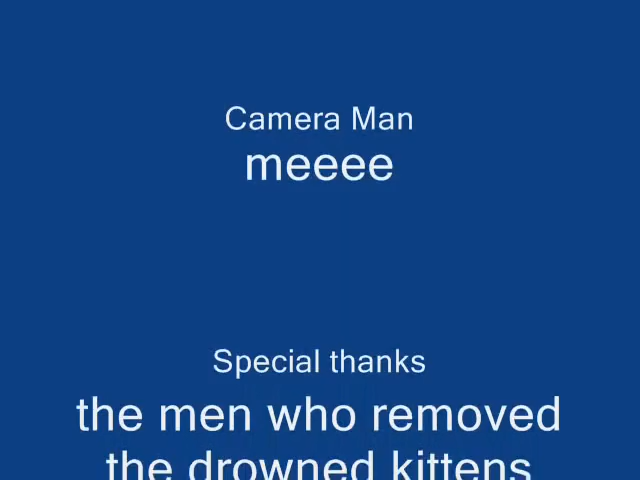 Camera Man
meeee
Special thanks
the men who removed
the drowned kittens